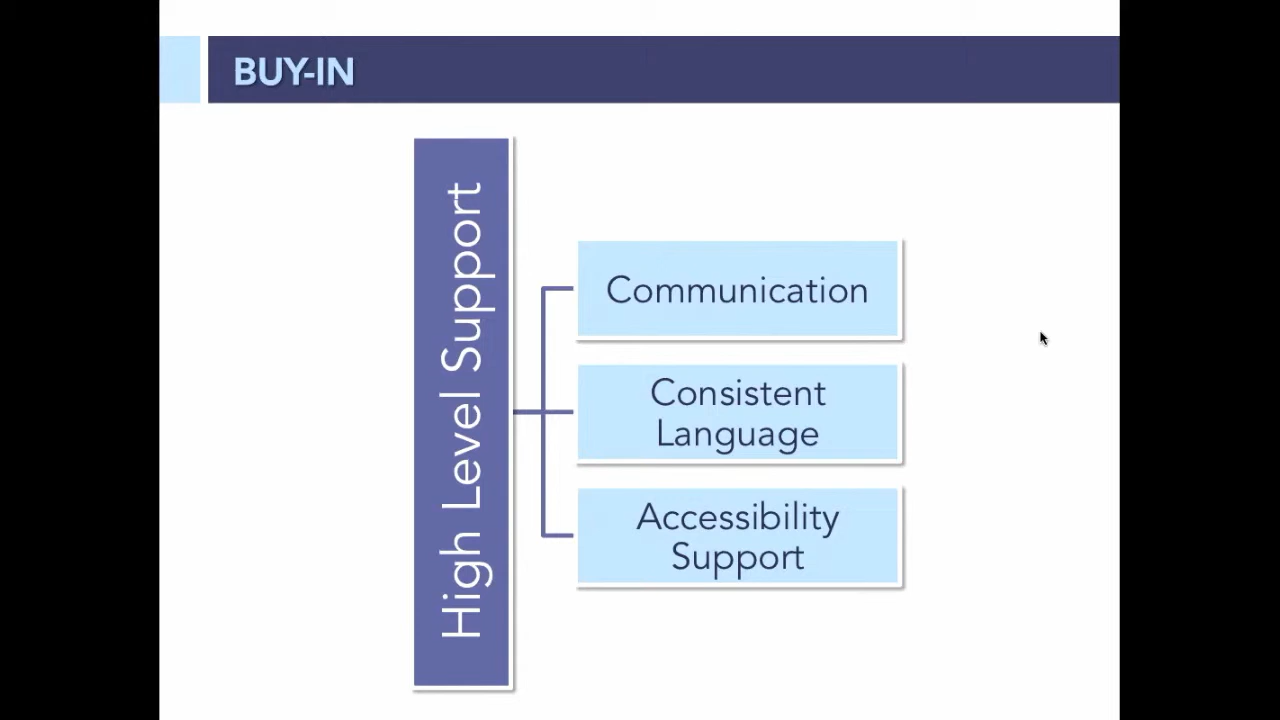 BUY-IN
High Level Support
Communication
Consistent
Language
Accessibility
Support